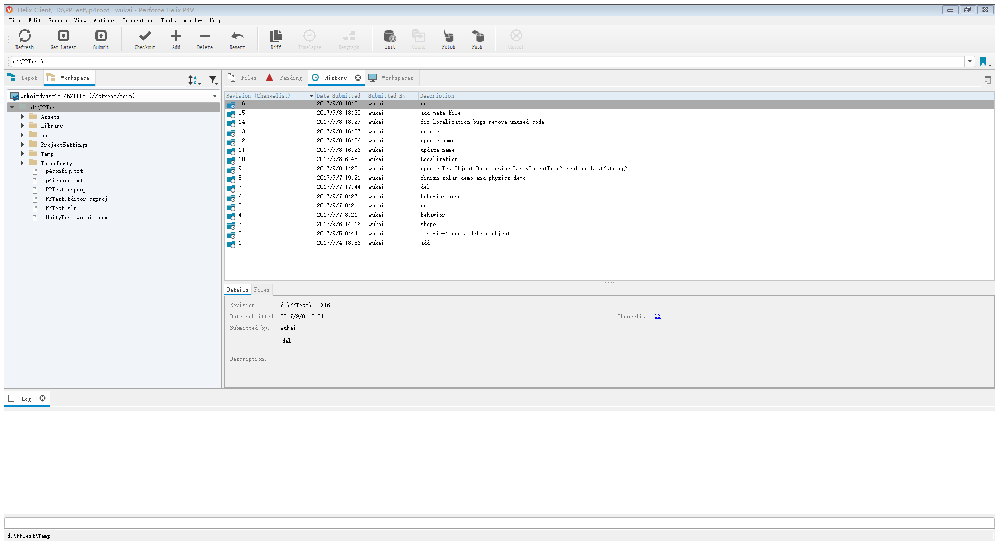 Helix Client, D:\PPTest\.p4root, wukai - Perforce Helix P4V
File Edit Search View Actions Connection Tools Window Help
Refresh Get Latest Submit Checkout Add Delete Revert Diff Timelapse Revgraph Init Clone Fetch Push Cancel
d:\PPTest\
Depot Workspace
wukai-dvcs-1504521115 (//stream/main)
d:\PPTest
Assets
Library
out
ProjectSettings
Temp
ThirdParty
p4config.txt
p4ignore.txt
PPTest.csproj
PPTest.Editor.csproj
PPTest.sln
UnityTest-wukai.docx
Files Pending History Workspaces
Revision (Changelist) Date Submitted Submitted By Description
16 2017/9/8 18:31 wukai del
15 2017/9/8 18:30 wukai add meta file
14 2017/9/8 18:29 wukai fix localization bugs remove unused code
13 2017/9/8 16:27 wukai delete
12 2017/9/8 16:26 wukai update name
11 2017/9/8 16:26 wukai update name
10 2017/9/8 6:48 wukai Localization
9 2017/9/8 1:23 wukai update TestObject Data: using List<ObjectData> replace List<string>
8 2017/9/7 19:21 wukai finish solar demo and physics demo
7 2017/9/7 17:44 wukai del
6 2017/9/7 8:27 wukai behavior base
5 2017/9/7 8:21 wukai del
4 2017/9/7 8:21 wukai behavior
3 2017/9/6 14:16 wukai shape
2 2017/9/5 0:44 wukai listview: add , delete object
1 2017/9/4 18:56 wukai add
Details Files
Revision: d:\PPTest\...@16
Date submitted: 2017/9/8 18:31 Changelist: 16
Submitted by: wukai
del
Description:
Log
d:\PPTest\Temp